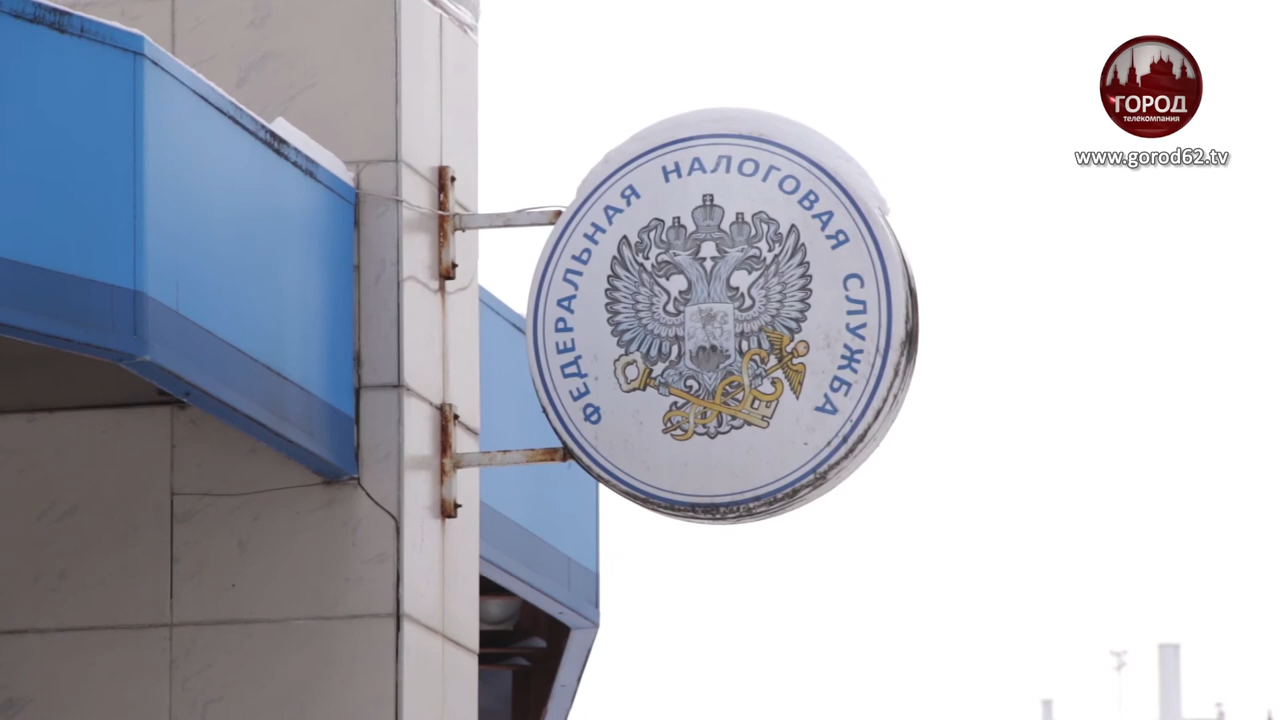 ФЕДЕРАЛЬНАЯ НАЛОГОВАЯ СЛУЖБА
ГОРОД
телекомпания
www.gorod62.tv